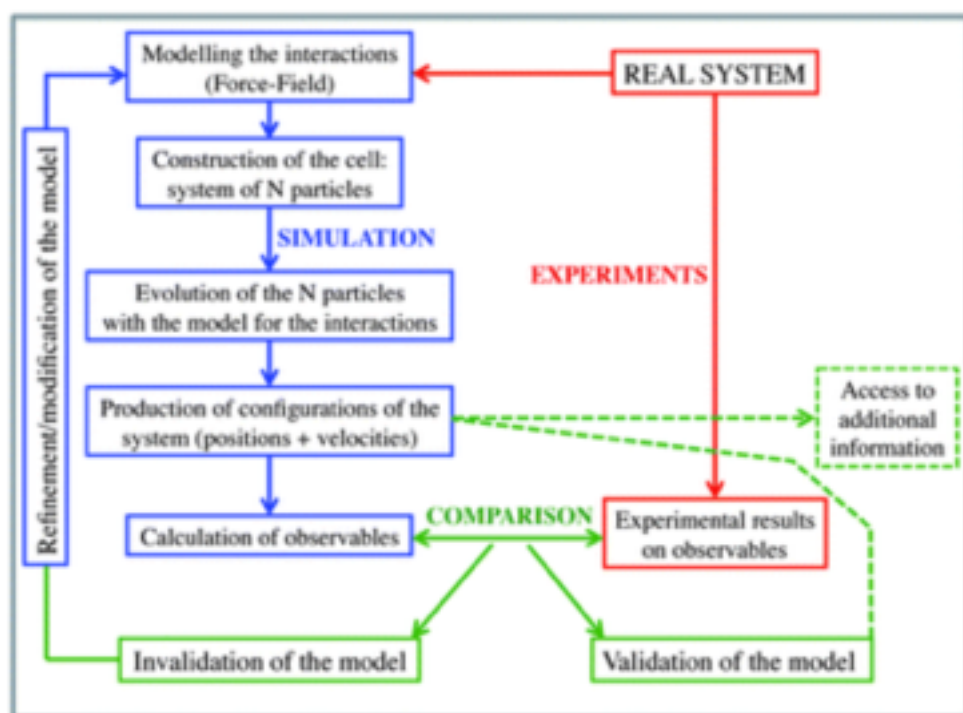 Modelling the interactions
(Force-Field)
REAL SYSTEM
Construction of the cell:
system of N particles
SIMULATION
EXPERIMENTS
Refinement/modification of the model
Evolution of the N particles
with the model for the interactions
Production of configurations of the
system (positions + velocities)
Access to
additional
information
COMPARISON
Calculation of observables
Experimental results
on observables
Invalidation of the model
Validation of the model